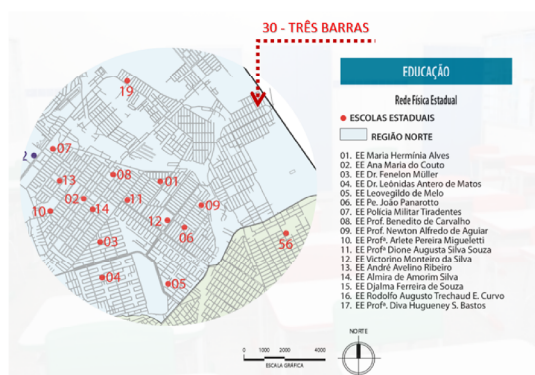 30 - TRÊS BARRAS
EDUCAÇÃO
Rede Física Estadual
ESCOLAS ESTADUAIS
REGIÃO NORTE
01. EE Maria Hermínia Alves
02. EE Ana Maria do Couto
03. EE Dr. Fenelon Müller
04. EE Dr. Leônidas Antero de Matos
05. EE Leovegildo de Melo
06. EE Pe. João Panarotto
07. EE Policia Militar Tiradentes
08. EE Prof. Benedito de Carvalho
09. EE Prof. Newton Alfredo de Aguiar
10. EE Profª. Arlete Pereira Migueletti
11. EE Profª Dione Augusta Silva Souza
12. EE Victorino Monteiro da Silva
13. EE André Avelino Ribeiro
14. EE Almira de Amorim Silva
15. EE Djalma Ferreira de Souza
16. EE Rodolfo Augusto Trechaud E. Curvo
17. EE Profª. Diva Hugueney S. Bastos
19
07
2
13
08
01
02
14
11
10
12
09
06
03
56
04
05
NORTE
0 1000 2000 4000
ESCALA GRÁFICA